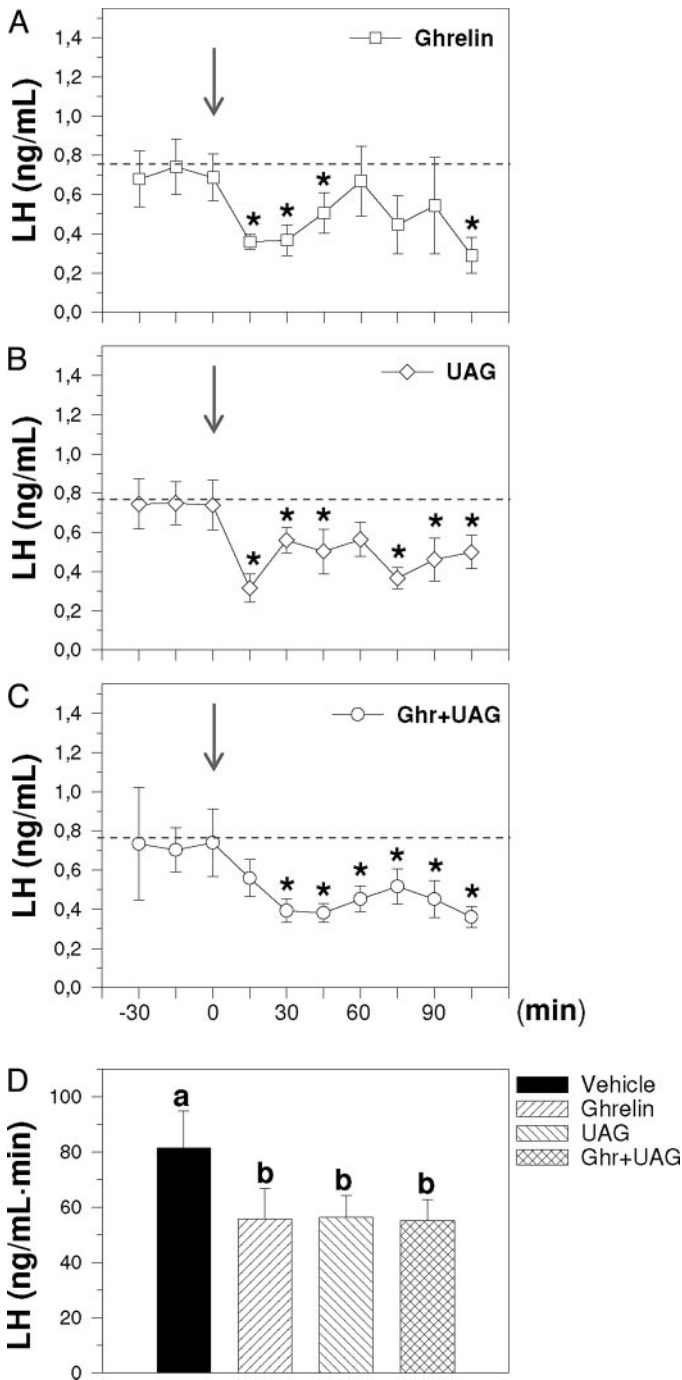 A
Ghrelin
LH (ng/mL)
1,4
1,2
1,0
0,8
0,6
0,4
0,2
0,0
* * * *
B
UAG
LH (ng/mL)
1,4
1,2
1,0
0,8
0,6
0,4
0,2
0,0
* * * * * *
C
Ghr+UAG
LH (ng/mL)
1,4
1,2
1,0
0,8
0,6
0,4
0,2
0,0
* * * * * *
-30 0 30 60 90 (min)
D
LH (ng/mL·min)
100
80
60
40
20
0
a b b b
Vehicle
Ghrelin
UAG
Ghr+UAG